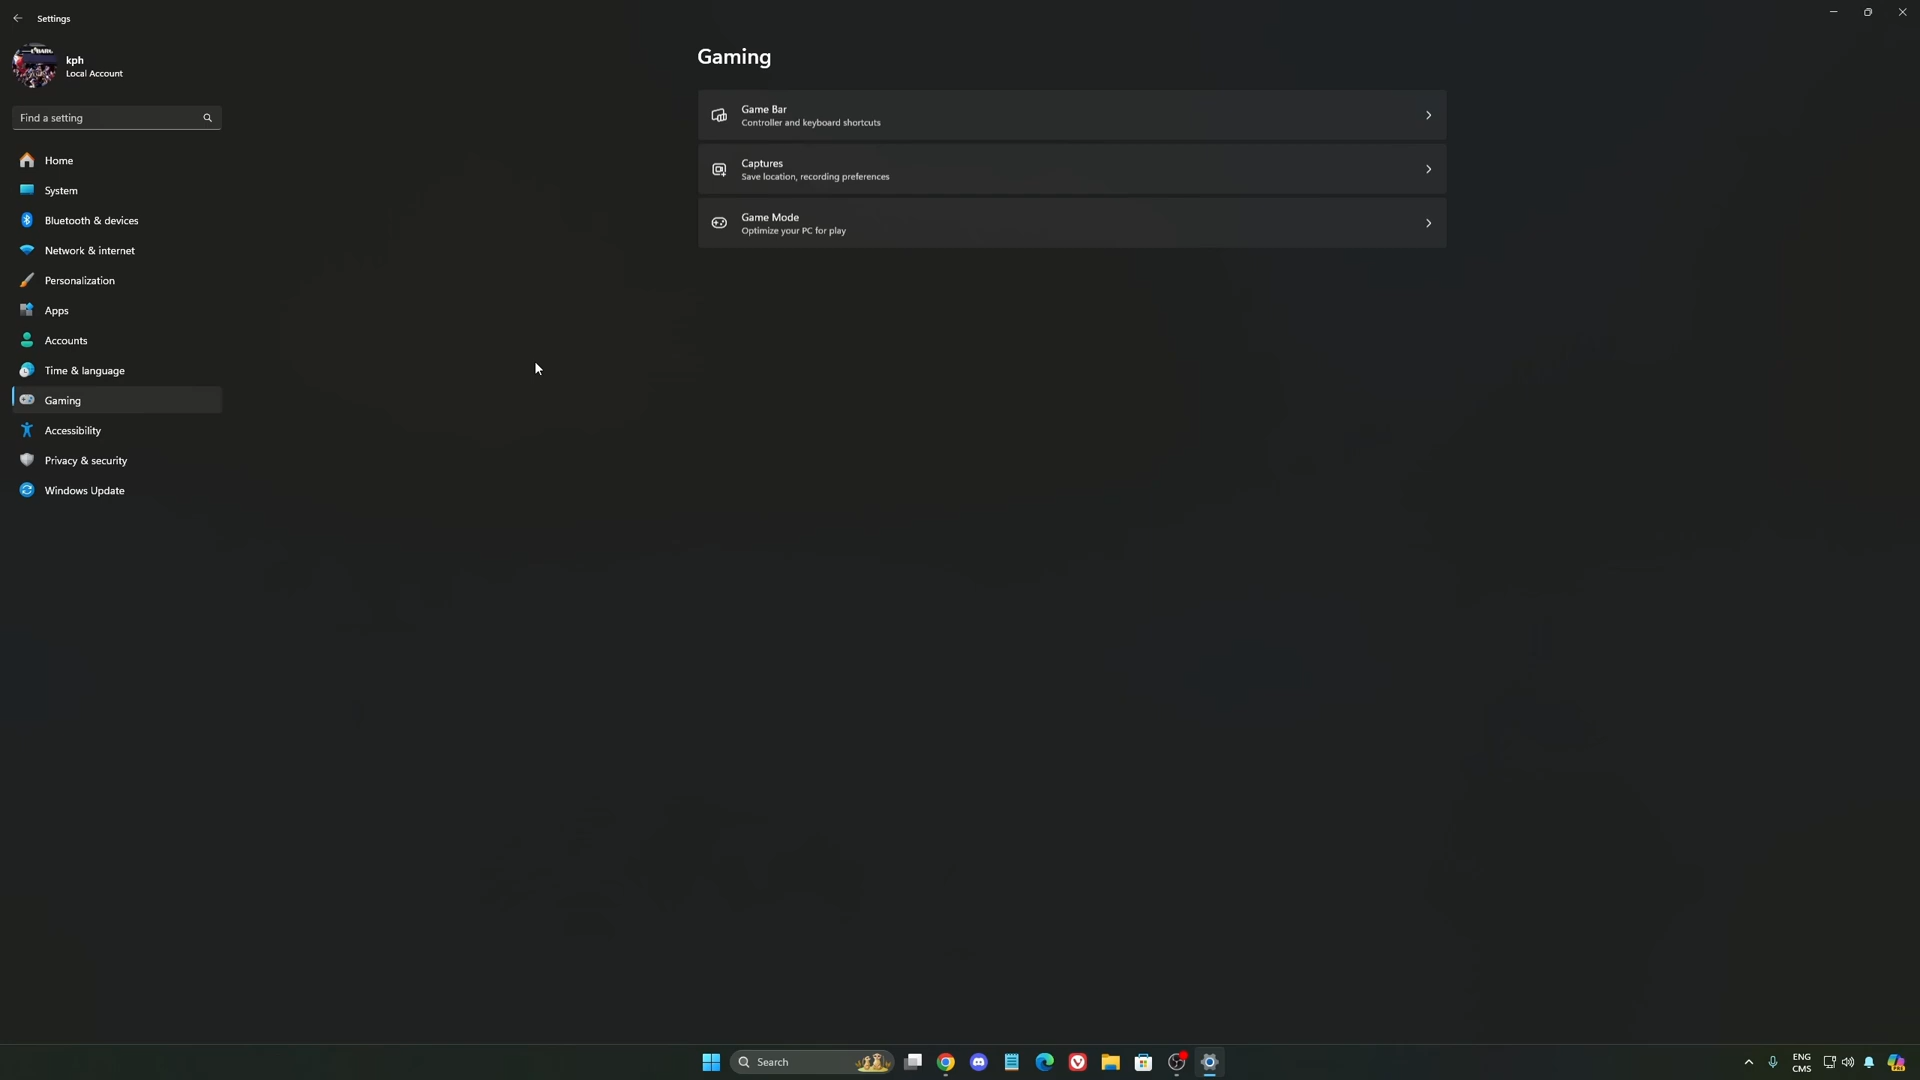 Settings
kph
Local Account
Find a setting
Home
System
Bluetooth & devices
Network & internet
Personalization
Apps
Accounts
Time & language
Gaming
Accessibility
Privacy & security
Windows Update
Gaming
Game Bar
Controller and keyboard shortcuts
Captures
Save location, recording preferences
Game Mode
Optimize your PC for play
Search
ENG
CMS